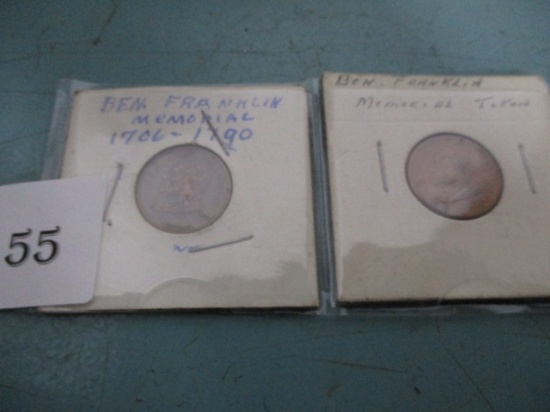 BEN FRANKLIN
MEMORIAL
1706-1790
55
BEN. FRANKLIN
MEMORIAL TOKEN